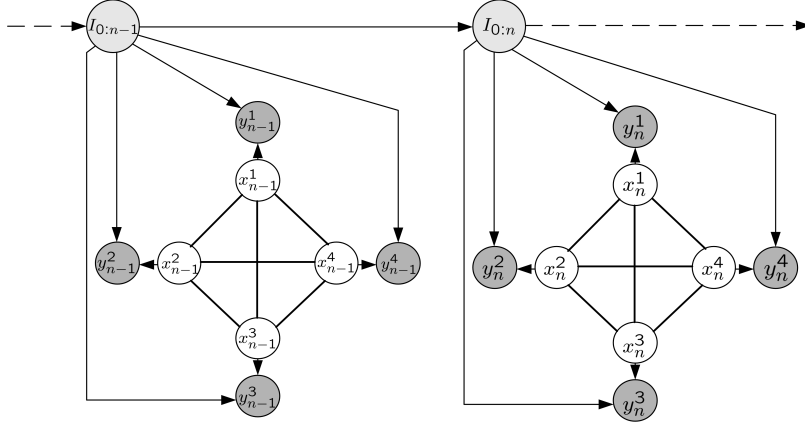 I_{0:n-1} I_{0:n}
y^1_{n-1} y^1_n
x^1_{n-1} x^1_n
y^2_{n-1} x^2_{n-1} x^4_{n-1} y^4_{n-1} y^2_n x^2_n x^4_n y^4_n
x^3_{n-1} x^3_n
y^3_{n-1} y^3_n